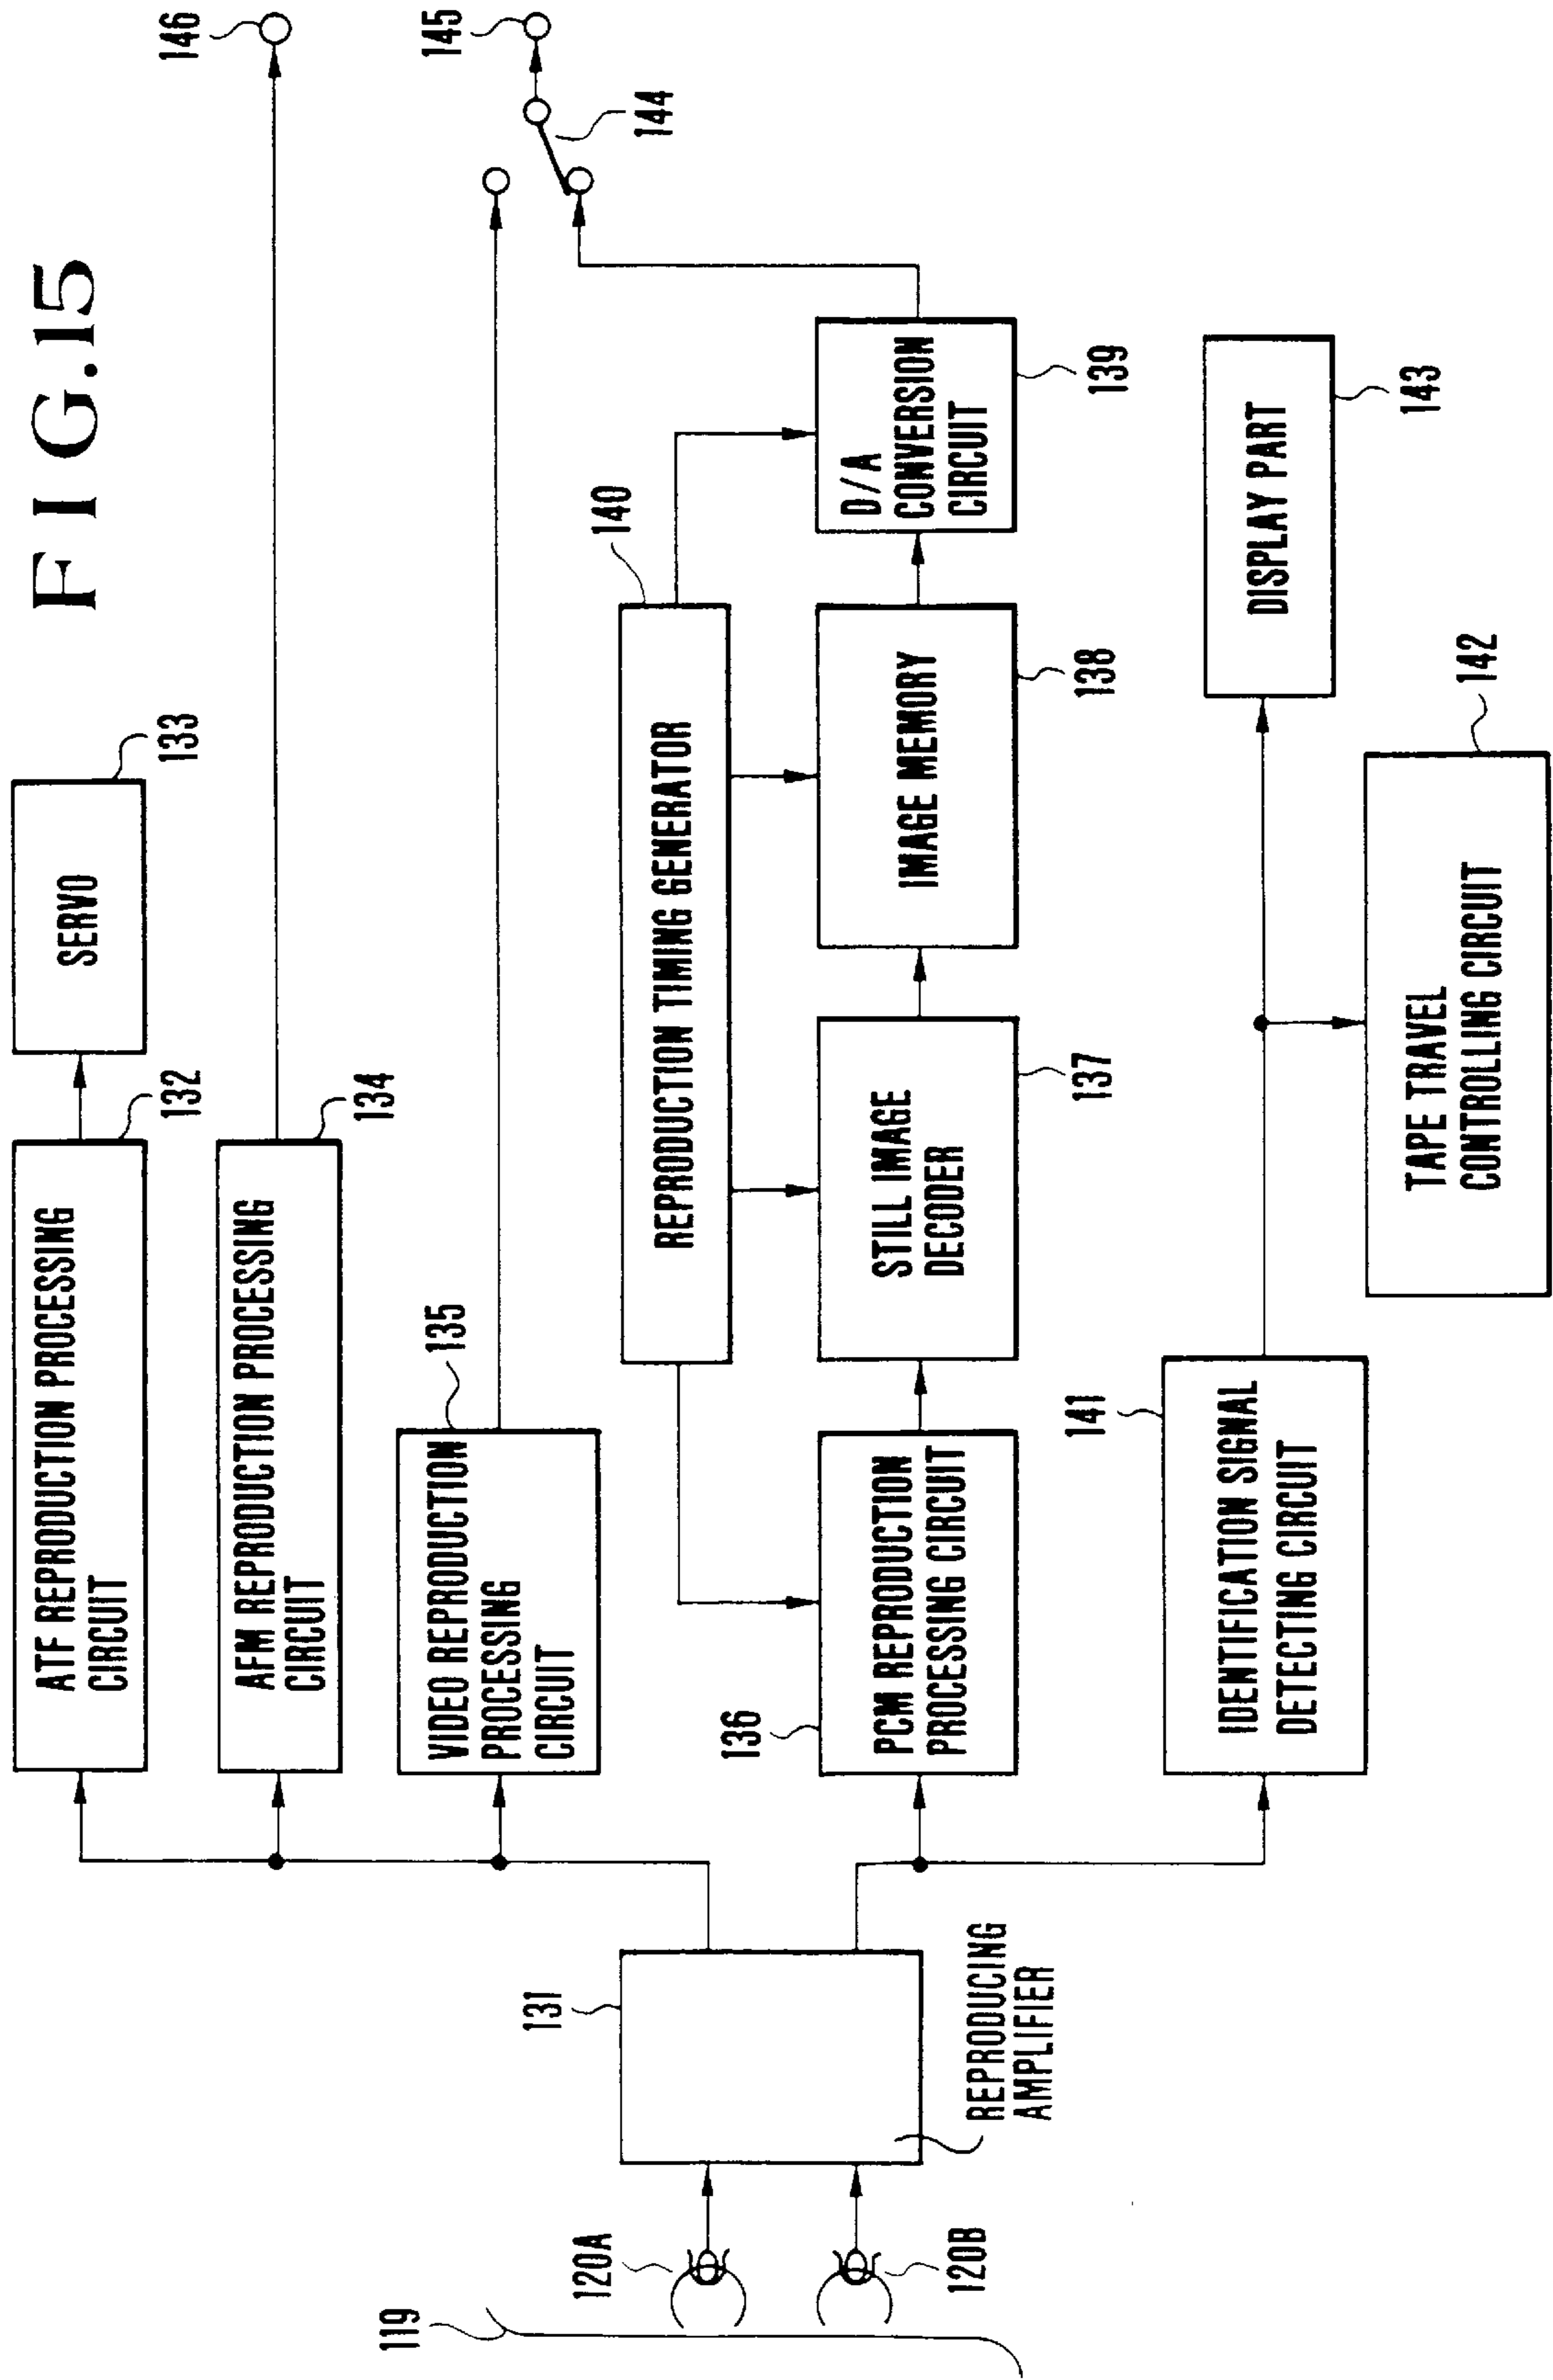 FIG.15
119
120A
120B
131
REPRODUCING
AMPLIFIER
ATF REPRODUCTION PROCESSING
CIRCUIT
132
SERVO
133
AFM REPRODUCTION PROCESSING
CIRCUIT
134
146
VIDEO REPRODUCTION
PROCESSING
CIRCUIT
135
144
145
REPRODUCTION TIMING GENERATOR
140
136
PCM REPRODUCTION
PROCESSING CIRCUIT
STILL IMAGE
DECODER
137
IMAGE MEMORY
138
D/A
CONVERSION
CIRCUIT
139
141
IDENTIFICATION SIGNAL
DETECTING CIRCUIT
DISPLAY PART
143
TAPE TRAVEL
CONTROLLING CIRCUIT
142